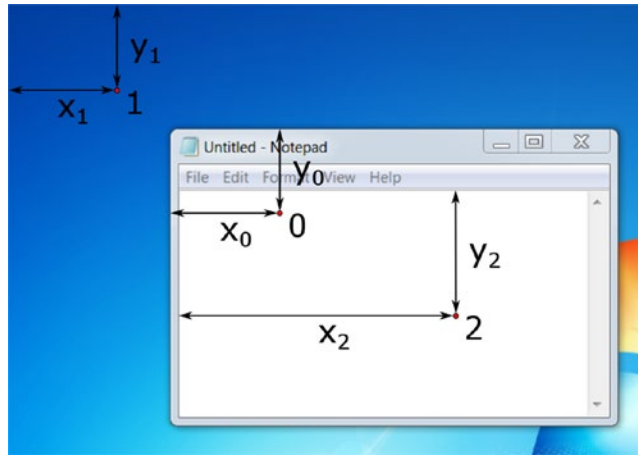 y₁
x₁ 1
Untitled - Notepad
File Edit Format View Help
y₀
x₀ 0
y₂
x₂ 2